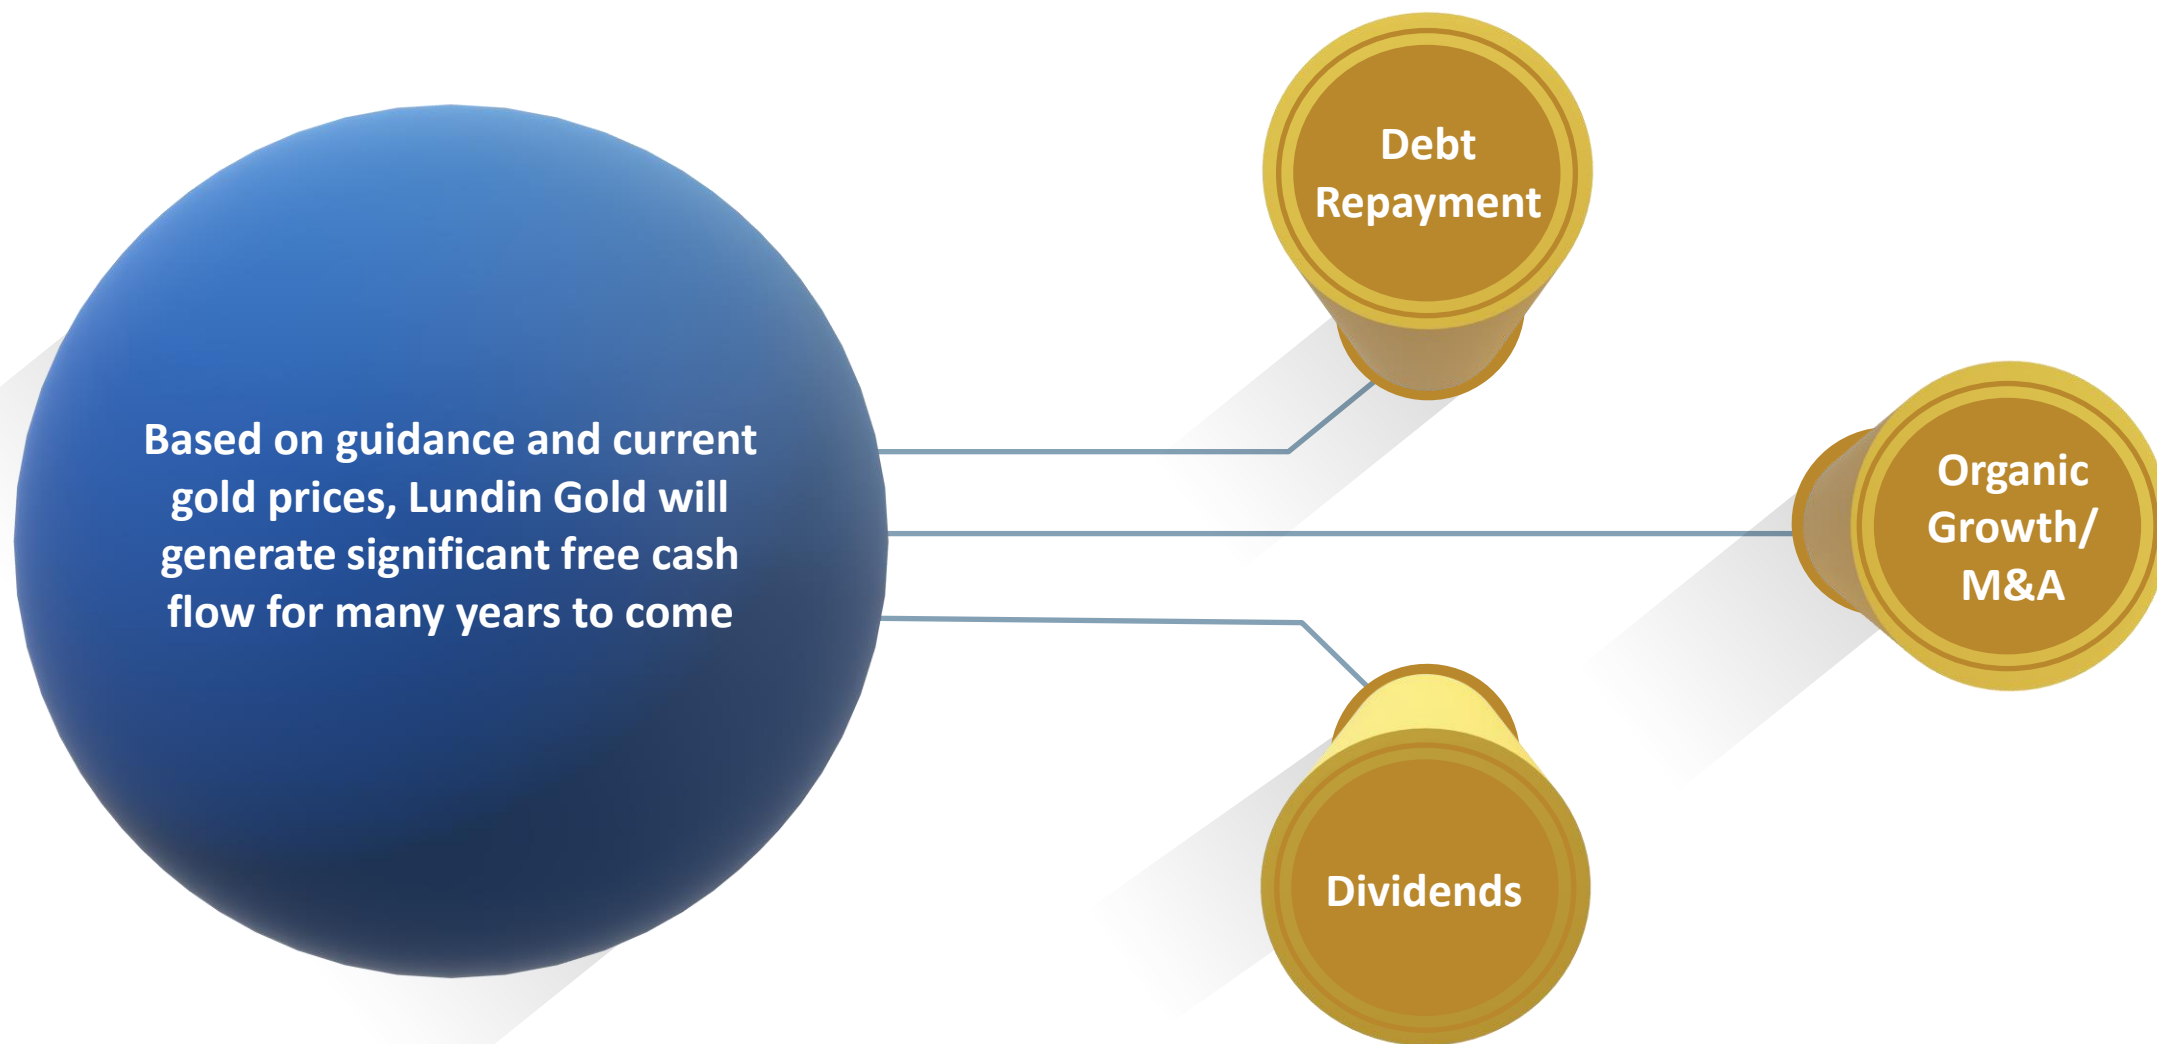 Based on guidance and current
gold prices, Lundin Gold will
generate significant free cash
flow for many years to come
Debt
Repayment
Organic
Growth/
M&A
Dividends